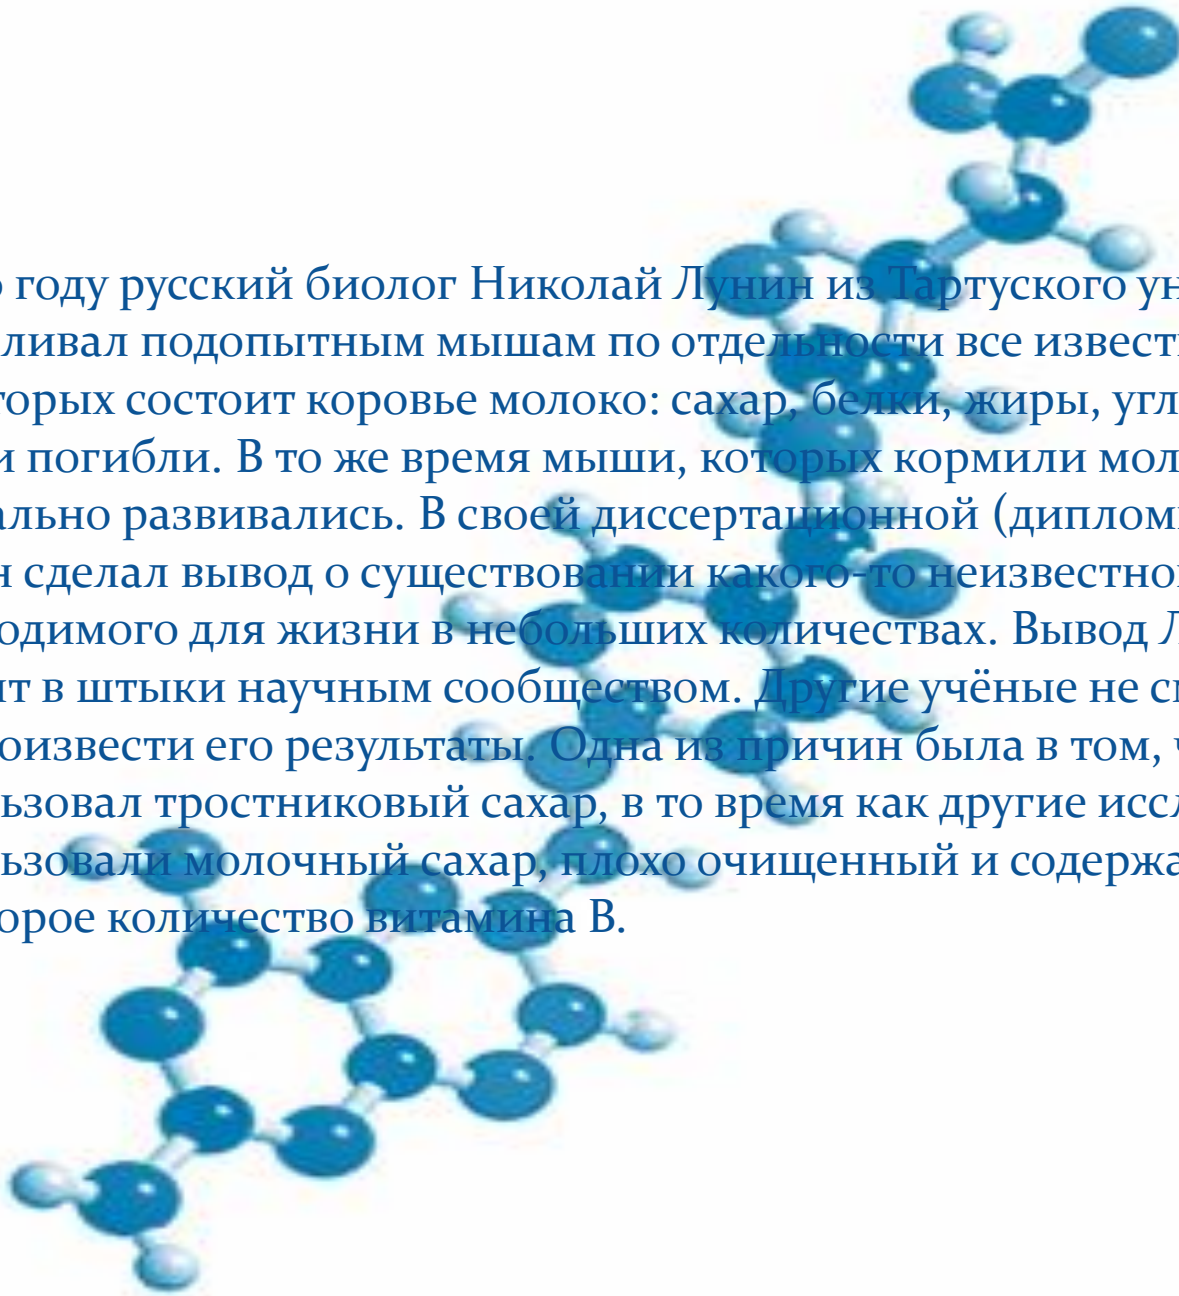 году русский биолог Николай Лунин из Тартуского ун
ливал подопытным мышам по отдельности все извест
торых состоит коровье молоко: сахар, белки, жиры, угл
и погибли. В то же время мыши, которых кормили мол
ально развивались. В своей диссертационной (диплом
н сделал вывод о существовании какого-то неизвестно
одимого для жизни в небольших количествах. Вывод Л
ят в штыки научным сообществом. Другие учёные не см
оизвести его результаты. Одна из причин была в том, ч
ьзовал тростниковый сахар, в то время как другие иссл
ьзовали молочный сахар, плохо очищенный и содержа
орое количество витамина B.